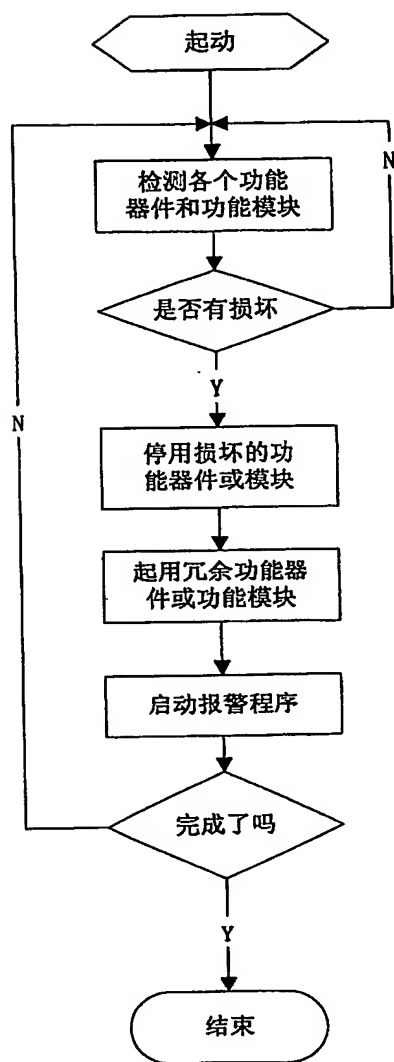 起动
N
检测各个功能
器件和功能模块
是否有损坏
Y
N
停用损坏的功
能器件或模块
起用冗余功能器
件或功能模块
启动报警程序
完成了吗
Y
结束